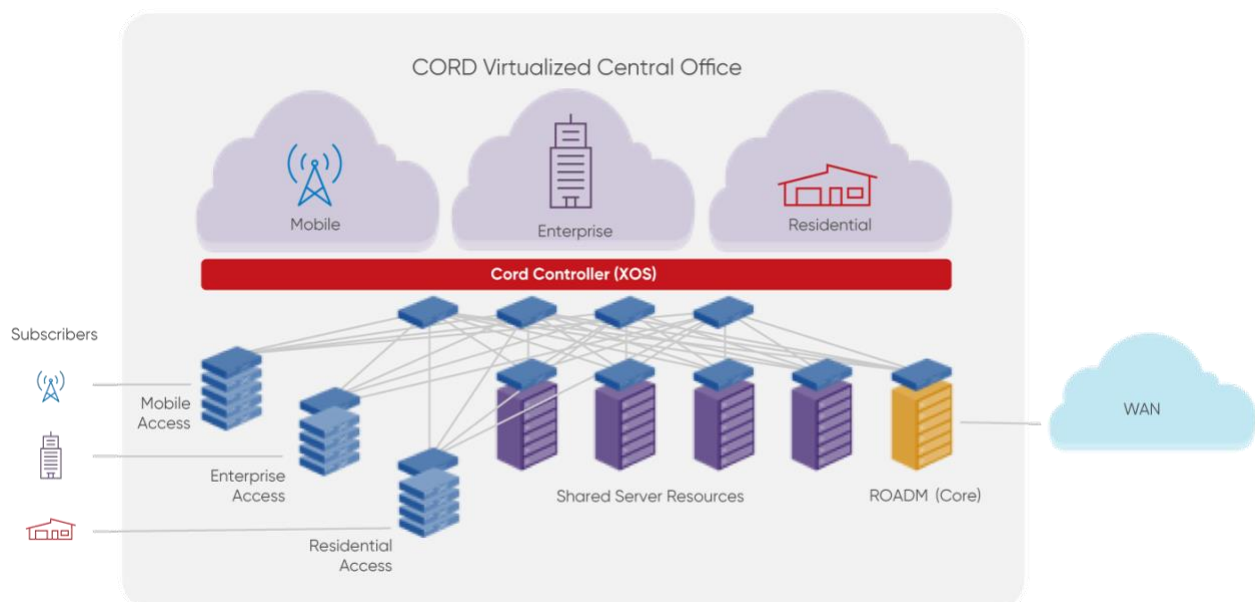 CORD Virtualized Central Office
Mobile
Enterprise
Residential
Cord Controller (XOS)
Subscribers
Mobile
Access
Enterprise
Access
Residential
Access
Shared Server Resources
ROADM (Core)
WAN